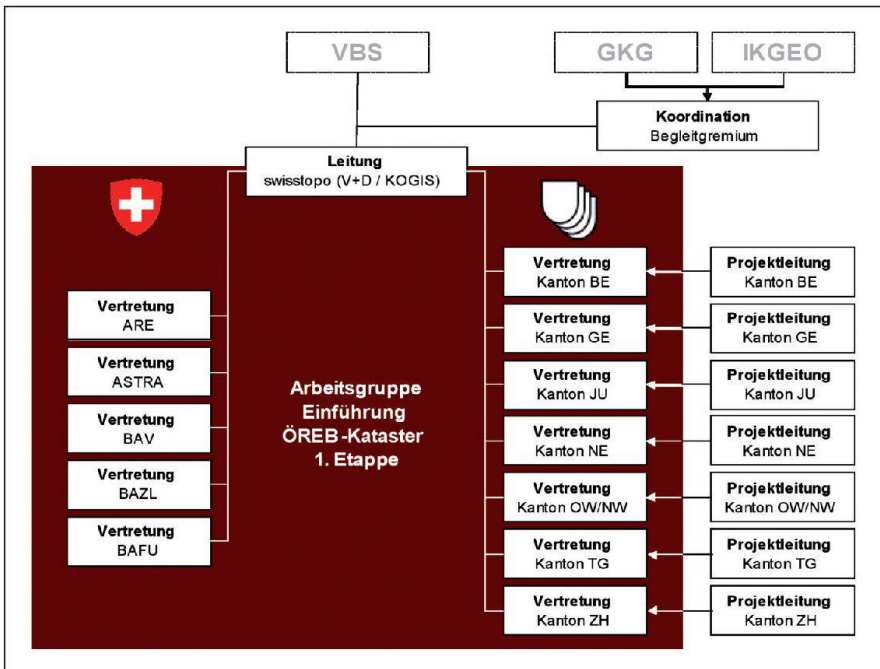 VBS
GKG
IKGEO
Koordination
Begleitgremium
Leitung
swisstopo (V+D / KOGIS)
Vertretung
ARE
Vertretung
ASTRA
Vertretung
BAV
Vertretung
BAZL
Vertretung
BAFU
Arbeitsgruppe
Einführung
ÖREB-Kataster
1. Etappe
Vertretung
Kanton BE
Vertretung
Kanton GE
Vertretung
Kanton JU
Vertretung
Kanton NE
Vertretung
Kanton OW/NW
Vertretung
Kanton TG
Vertretung
Kanton ZH
Projektleitung
Kanton BE
Projektleitung
Kanton GE
Projektleitung
Kanton JU
Projektleitung
Kanton NE
Projektleitung
Kanton OW/NW
Projektleitung
Kanton TG
Projektleitung
Kanton ZH